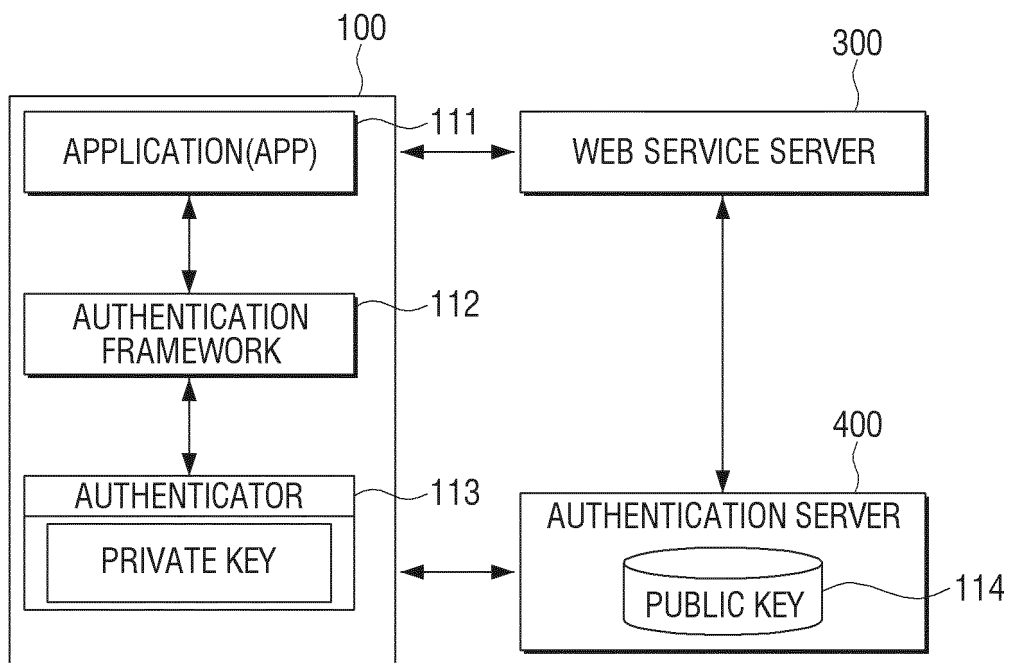 100
300
APPLICATION(APP)
111
WEB SERVICE SERVER
AUTHENTICATION
FRAMEWORK
112
400
AUTHENTICATOR
113
PRIVATE KEY
AUTHENTICATION SERVER
PUBLIC KEY
114